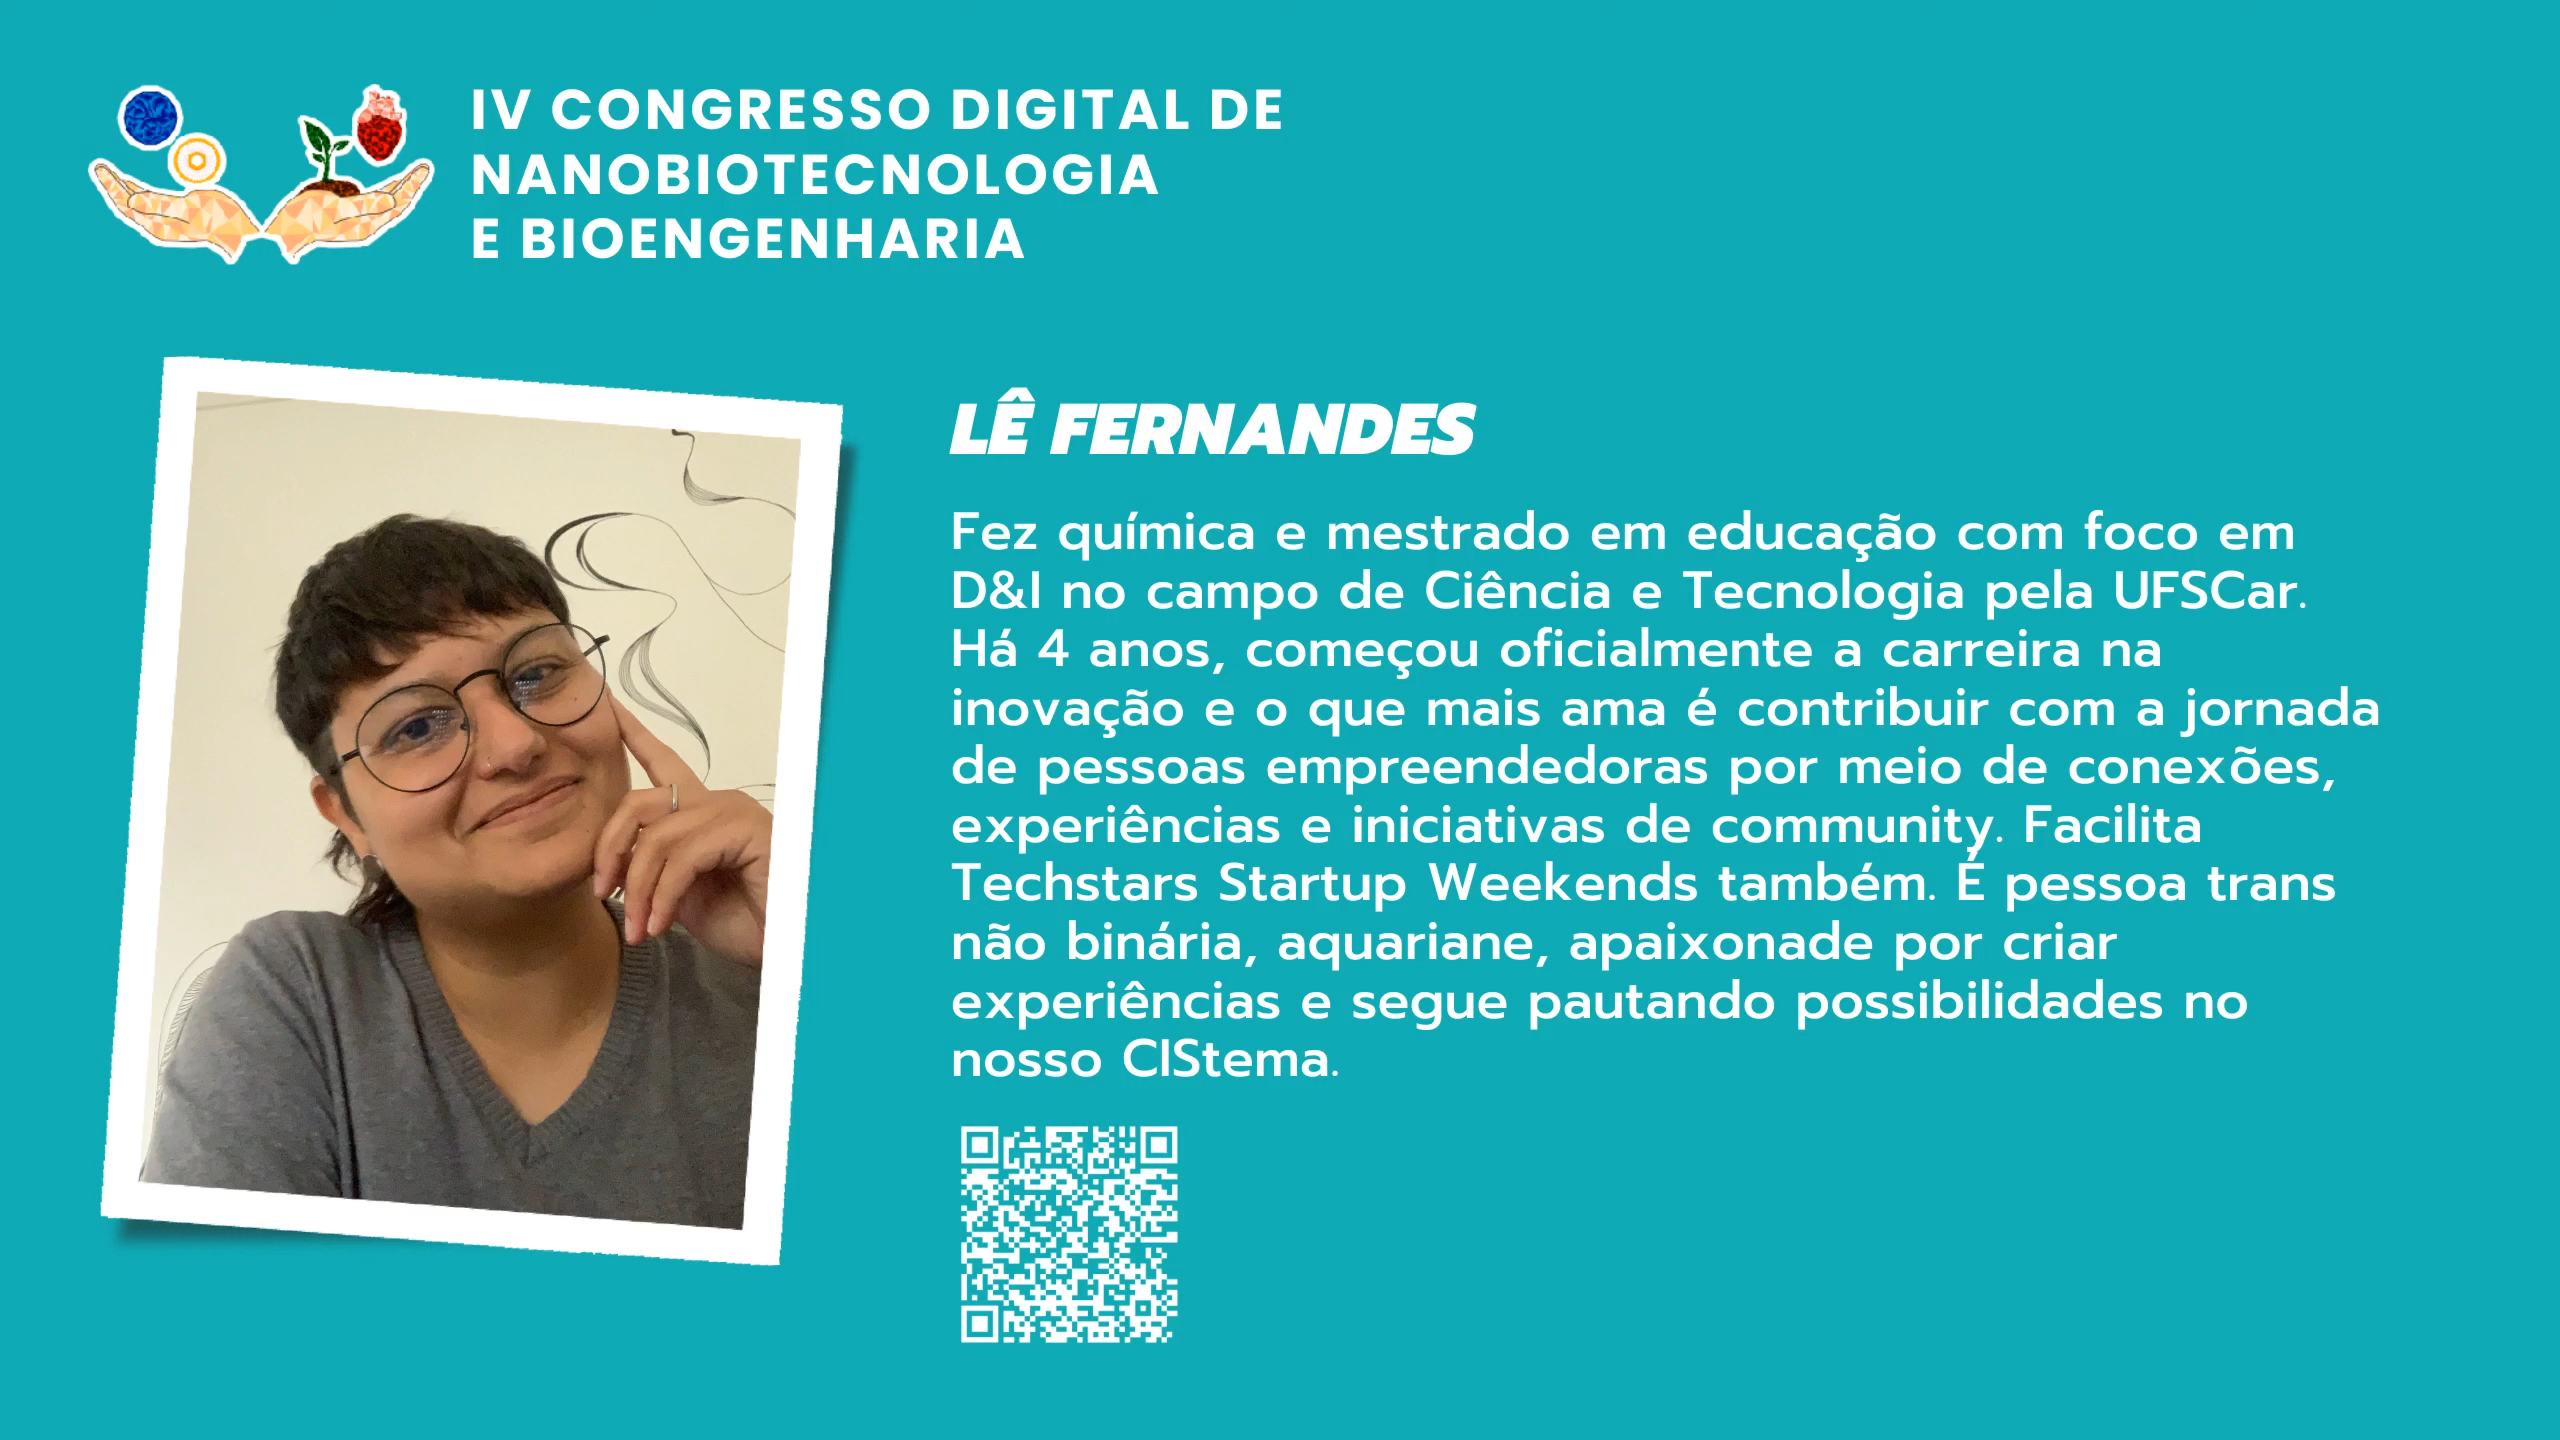 IV CONGRESSO DIGITAL DE
NANOBIOTECNOLOGIA
E BIOENGENHARIA
LÊ FERNANDES
Fez química e mestrado em educação com foco em
D&I no campo de Ciência e Tecnologia pela UFSCar.
Há 4 anos, começou oficialmente a carreira na
inovação e o que mais ama é contribuir com a jornada
de pessoas empreendedoras por meio de conexões,
experiências e iniciativas de community. Facilita
Techstars Startup Weekends também. É pessoa trans
não binária, aquariane, apaixonade por criar
experiências e segue pautando possibilidades no
nosso CIStema.